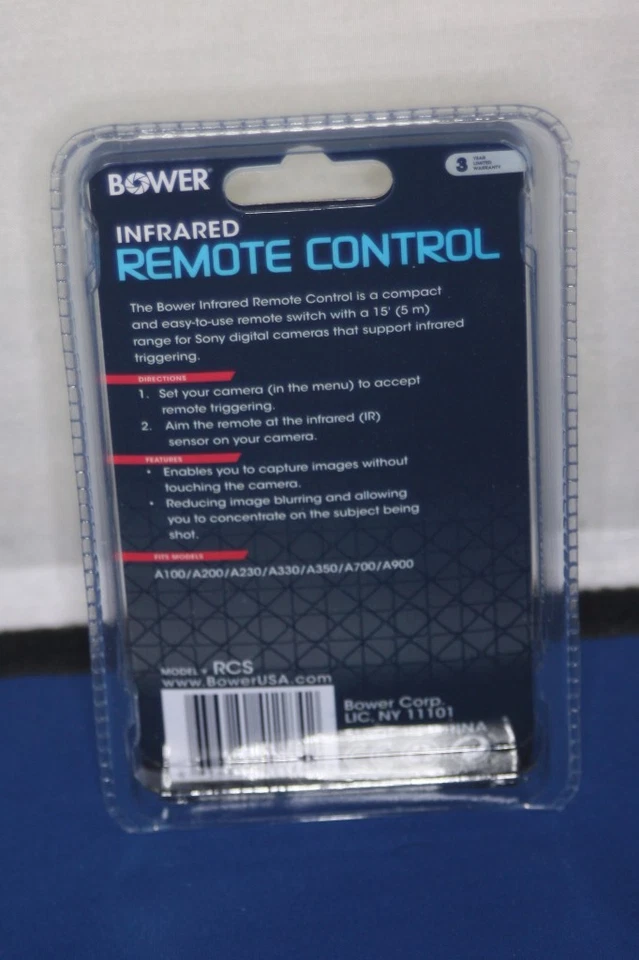 BOWER
3 YEAR
LIMITED
WARRANTY
INFRARED
REMOTE CONTROL
The Bower Infrared Remote Control is a compact
and easy-to-use remote switch with a 15' (5 m)
range for Sony digital cameras that support infrared
triggering.
DIRECTIONS
1. Set your camera (in the menu) to accept
remote triggering.
2. Aim the remote at the infrared (IR)
sensor on your camera.
FEATURES
• Enables you to capture images without
touching the camera.
• Reducing image blurring and allowing
you to concentrate on the subject being
shot.
FITS MODELS
A100/A200/A230/A330/A350/A700/A900
MODEL • RCS
www.BowerUSA.com
Bower Corp.
LIC, NY 11101